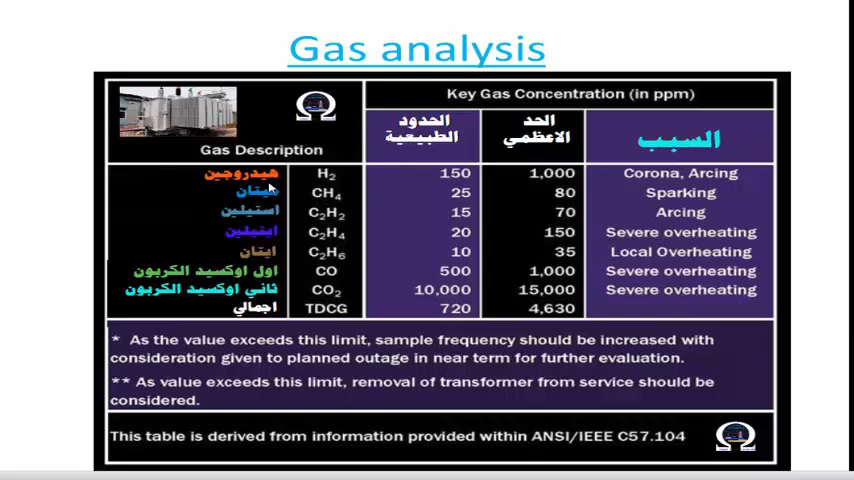 Gas analysis
Key Gas Concentration (in ppm)
Gas Description
الحدود الطبيعية
الحد الاعظمي
السبب
هيدروجين H₂ 150 1,000 Corona, Arcing
ميتان CH₄ 25 80 Sparking
استيلين C₂H₂ 15 70 Arcing
ايتيلين C₂H₄ 20 150 Severe overheating
ايتان C₂H₆ 10 35 Local Overheating
اول اوكسيد الكربون CO 500 1,000 Severe overheating
ثاني اوكسيد الكربون CO₂ 10,000 15,000 Severe overheating
اجمالي TDCG 720 4,630
* As the value exceeds this limit, sample frequency should be increased with
consideration given to planned outage in near term for further evaluation.
** As value exceeds this limit, removal of transformer from service should be
considered.
This table is derived from information provided within ANSI/IEEE C57.104